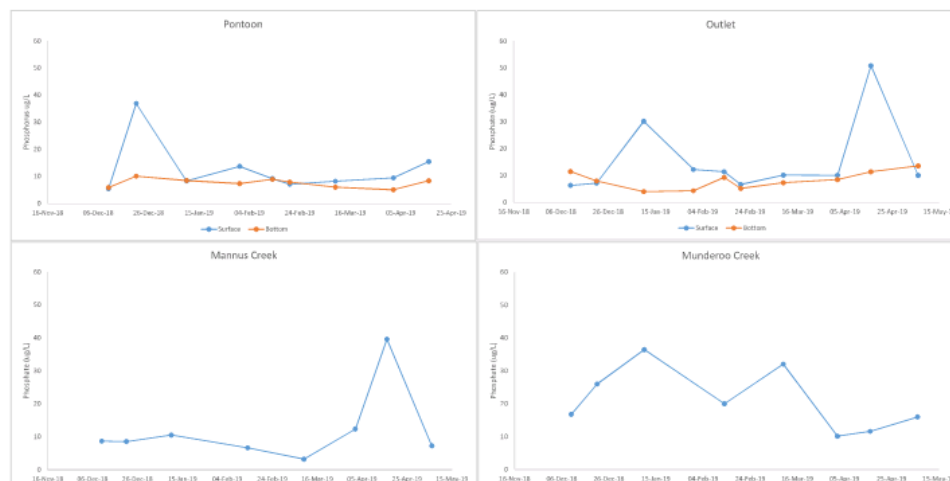 Pontoon
Phosphorus ug/L
60
50
40
30
20
10
0
16-Nov-18 06-Dec-18 26-Dec-18 15-Jan-19 04-Feb-19 24-Feb-19 16-Mar-19 05-Apr-19 25-Apr-19
Surface Bottom
Outlet
Phosphate (ug/L)
60
50
40
30
20
10
0
16-Nov-18 06-Dec-18 26-Dec-18 15-Jan-19 04-Feb-19 24-Feb-19 16-Mar-19 05-Apr-19 25-Apr-19 15-May-19
Surface Bottom
Mannus Creek
Phosphate (ug/L)
60
50
40
30
20
10
0
16-Nov-18 06-Dec-18 26-Dec-18 15-Jan-19 04-Feb-19 24-Feb-19 16-Mar-19 05-Apr-19 25-Apr-19 15-May-19
Munderoo Creek
Phosphate (ug/L)
60
50
40
30
20
10
0
16-Nov-18 06-Dec-18 26-Dec-18 15-Jan-19 04-Feb-19 24-Feb-19 16-Mar-19 05-Apr-19 25-Apr-19 15-May-19